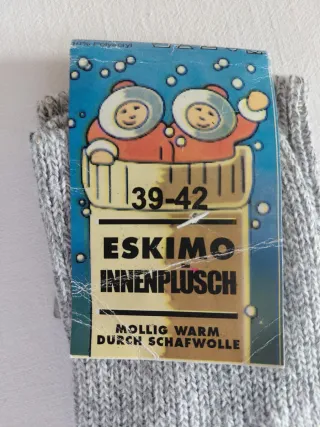 39-42
ESKIMO
INNENPLÜSCH
MOLLIG WARM
DURCH SCHAFWOLLE